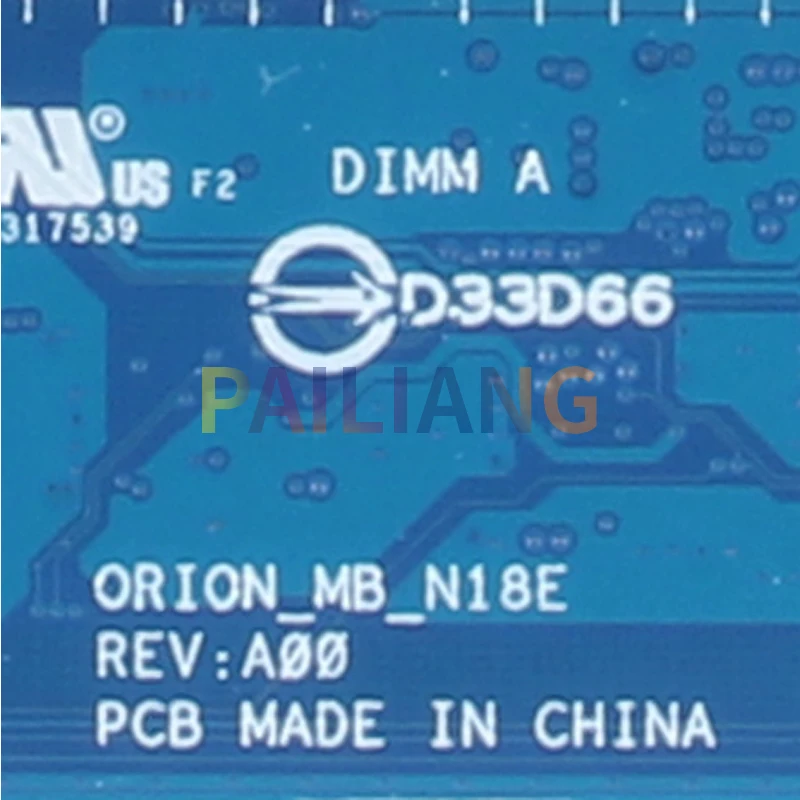 US F2 DIMM A
317539
D33D66
PAILIANG
ORION_MB_N18E
REV:A00
PCB MADE IN CHINA